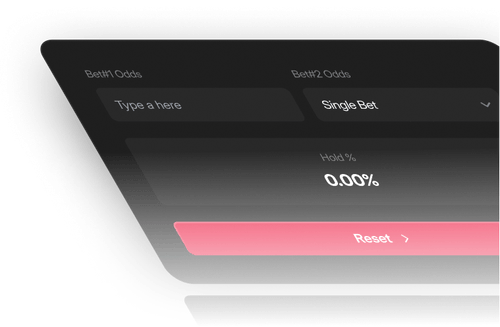 Bet#1 Odds
Bet#2 Odds
Type a here
Single Bet
Hold %
0.00%
Reset